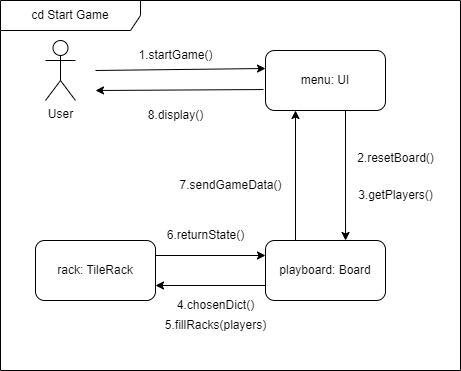 cd Start Game
1.startGame()
menu: UI
User
8.display()
2.resetBoard()
7.sendGameData()
3.getPlayers()
6.returnState()
rack: TileRack
playboard: Board
4.chosenDict()
5.fillRacks(players)